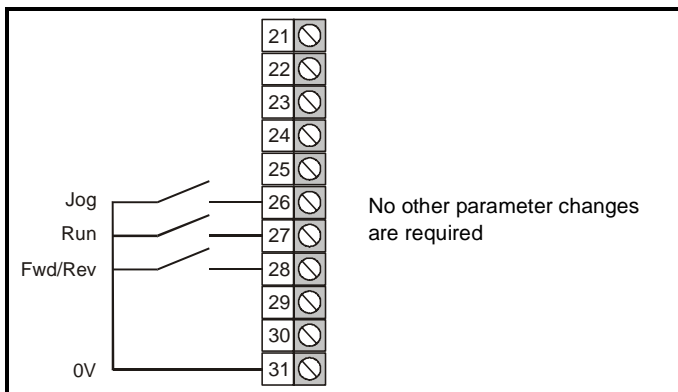 21
22
23
24
25
Jog 26
Run 27
Fwd/Rev 28
29
30
0V 31
No other parameter changes
are required